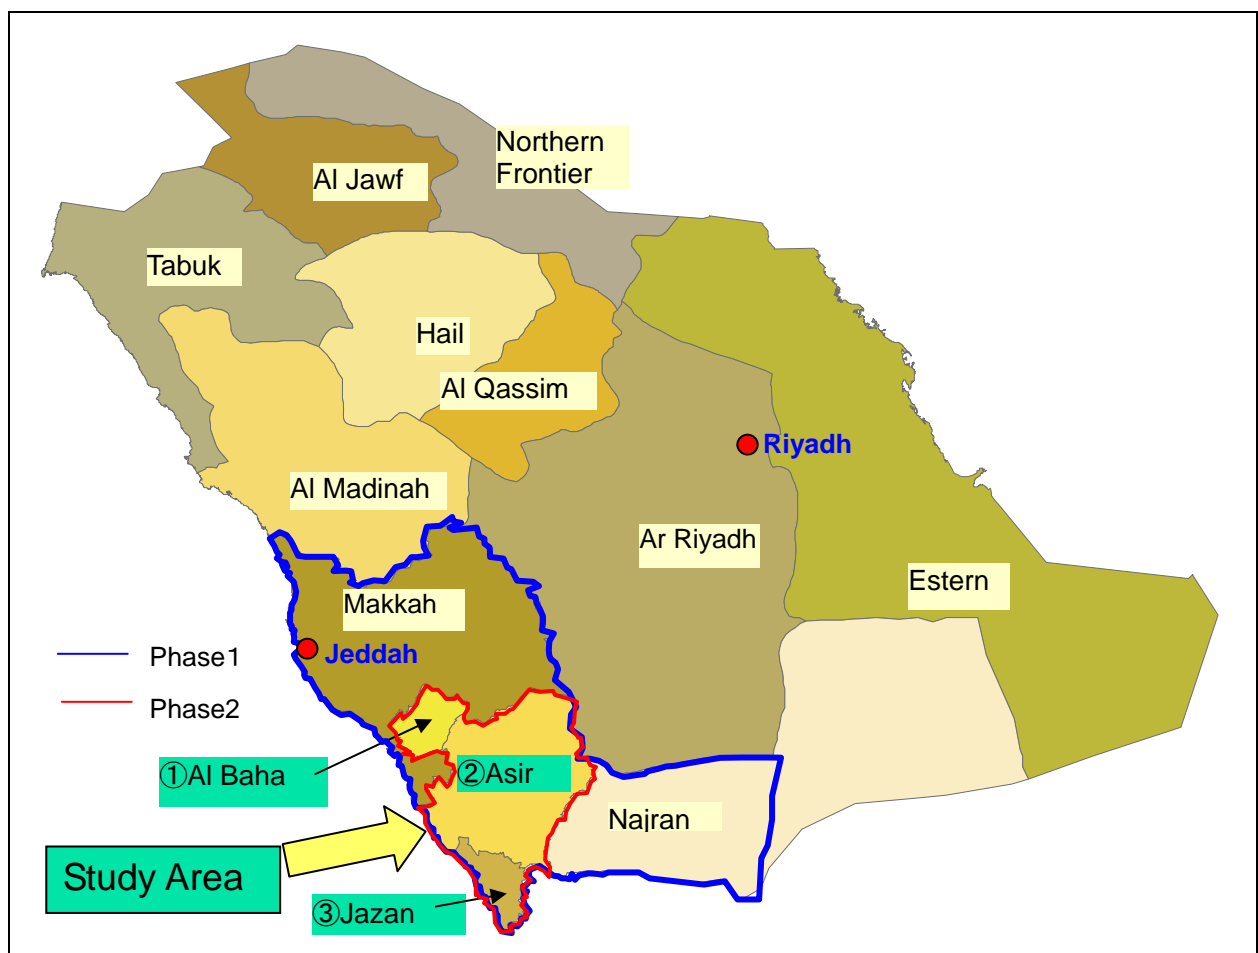 Northern
Frontier
Al Jawf
Tabuk
Hail
Al Qassim
Riyadh
Al Madinah
Ar Riyadh
Estern
Makkah
Jeddah
Phase1
Phase2
①Al Baha
②Asir
Najran
Study Area
③Jazan